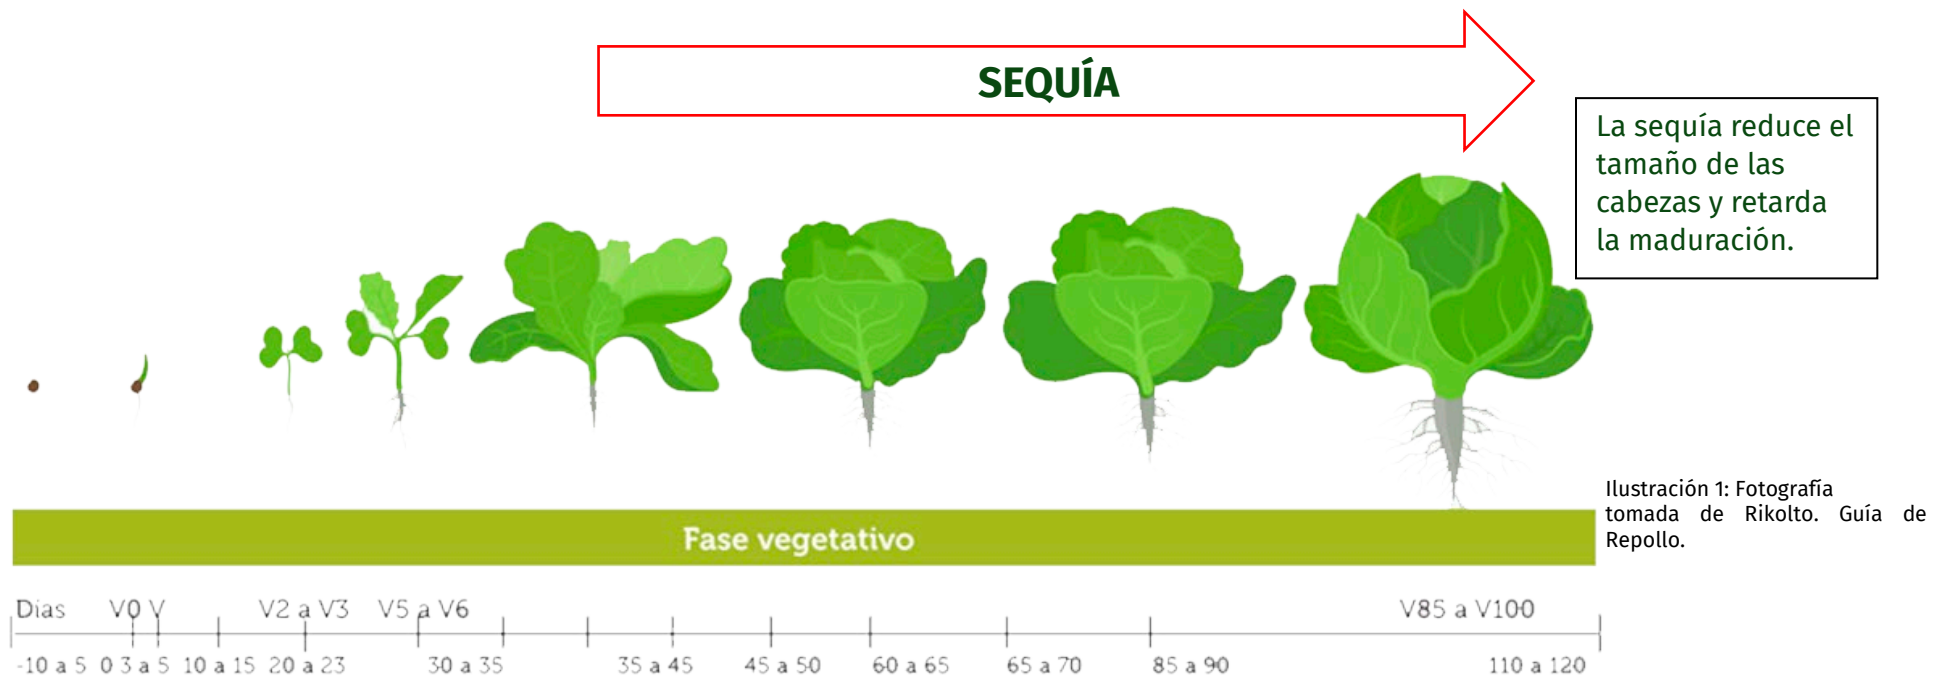 SEQUÍA
La sequía reduce el
tamaño de las
cabezas y retarda
la maduración.
Ilustración 1: Fotografía
tomada de Rikolto. Guía de
Repollo.
Fase vegetativo
Dias V0 V V2 a V3 V5 a V6 V85 a V100
-10 a 5 0 3 a 5 10 a 15 20 a 23 30 a 35 35 a 45 45 a 50 60 a 65 65 a 70 85 a 90 110 a 120